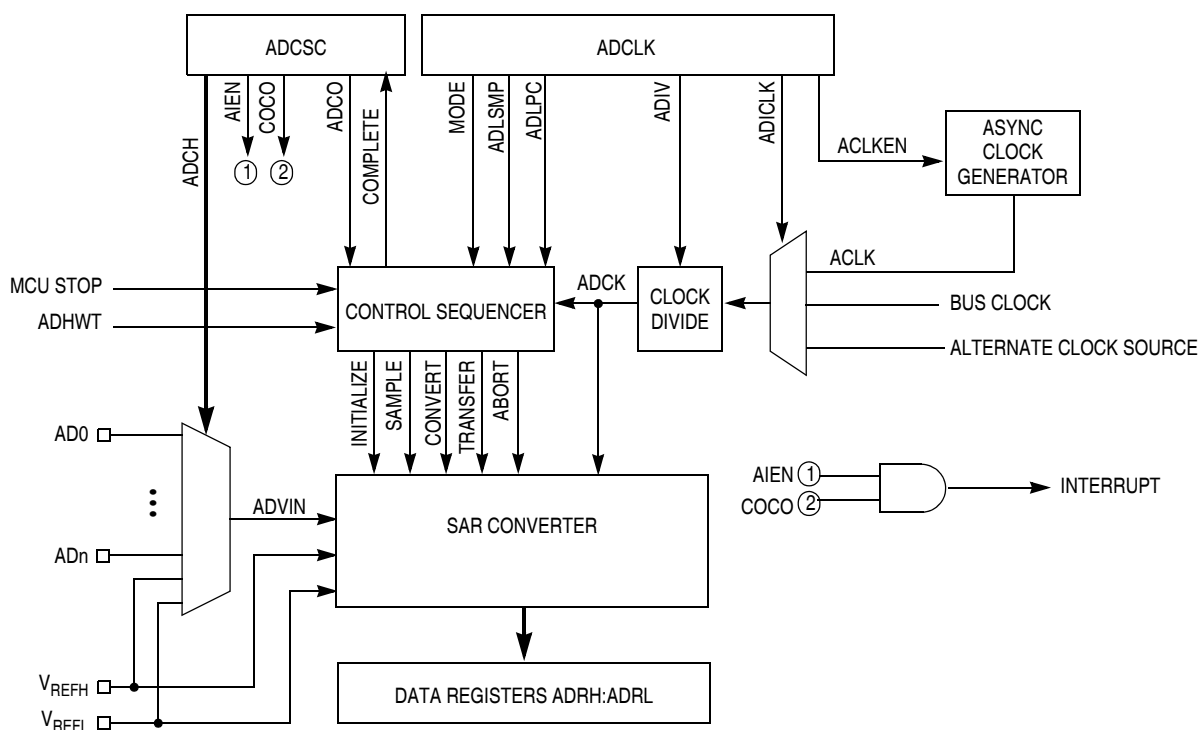 ADCSC
ADCLK
ADCH
AIEN
COCO
ADCO
COMPLETE
MODE
ADLSMP
ADLPC
ADIV
ADICLK
ACLKEN
ASYNC
CLOCK
GENERATOR
1
2
MCU STOP
ADHWT
CONTROL SEQUENCER
ADCK
CLOCK
DIVIDE
ACLK
BUS CLOCK
ALTERNATE CLOCK SOURCE
INITIALIZE
SAMPLE
CONVERT
TRANSFER
ABORT
AD0
•••
ADn
ADVIN
SAR CONVERTER
AIEN 1
COCO 2
INTERRUPT
VREFH
VREFL
DATA REGISTERS ADRH:ADRL